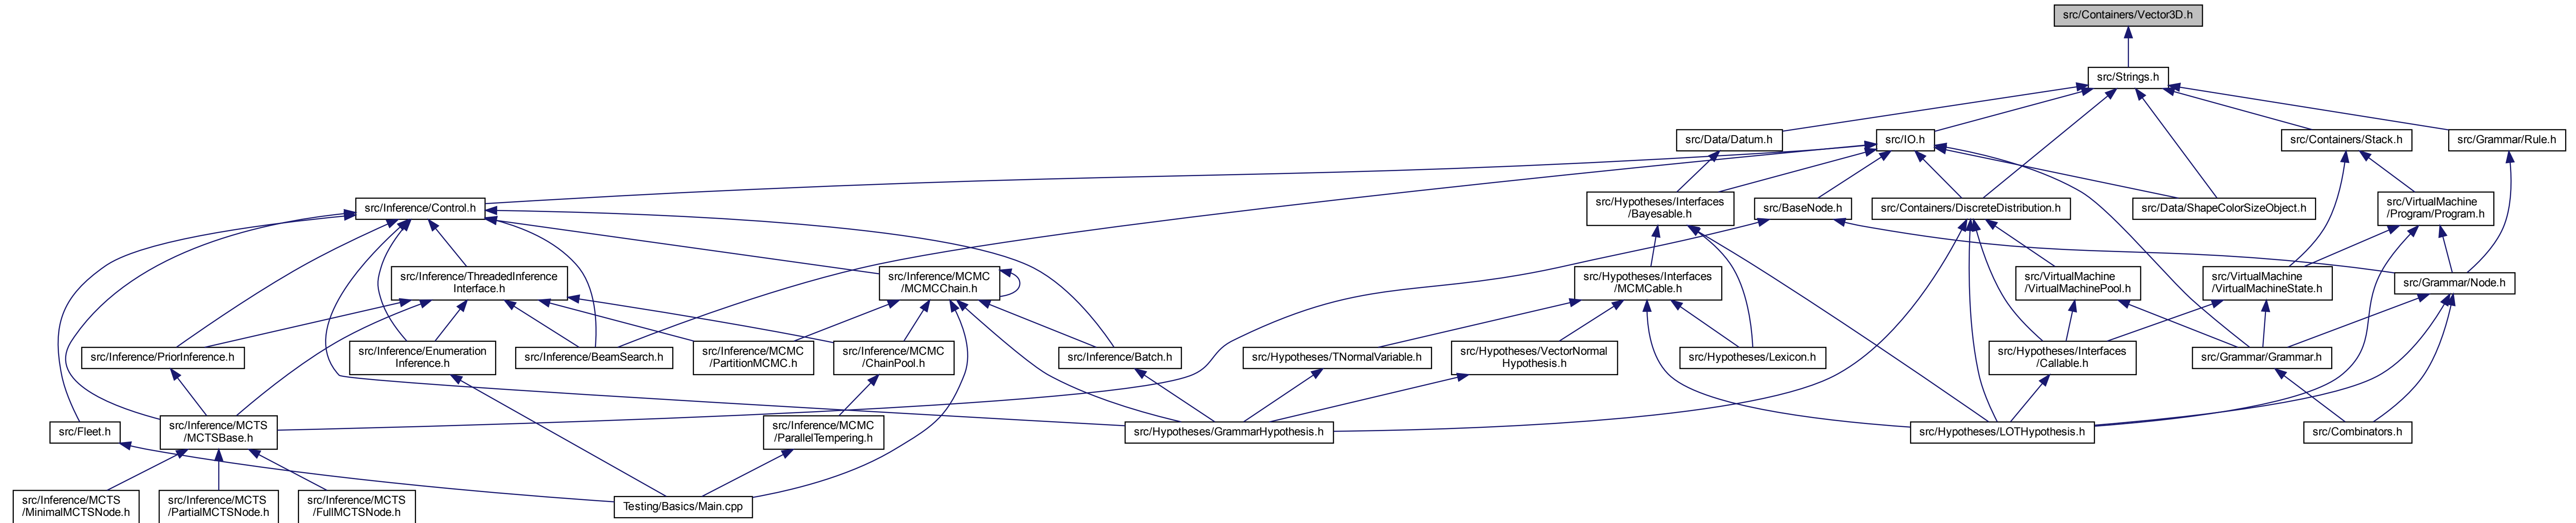 src/Containers/Vector3D.h
src/Strings.h
src/Data/Datum.h
src/IO.h
src/Containers/Stack.h
src/Grammar/Rule.h
src/Inference/Control.h
src/Hypotheses/Interfaces
/Bayesable.h
src/BaseNode.h
src/Containers/DiscreteDistribution.h
src/Data/ShapeColorSizeObject.h
src/VirtualMachine
/Program/Program.h
src/Inference/ThreadedInference
Interface.h
src/Inference/MCMC
/MCMCChain.h
src/Hypotheses/Interfaces
/MCMCable.h
src/VirtualMachine
/VirtualMachinePool.h
src/VirtualMachine
/VirtualMachineState.h
src/Grammar/Node.h
src/Inference/PriorInference.h
src/Inference/Enumeration
Inference.h
src/Inference/BeamSearch.h
src/Inference/MCMC
/PartitionMCMC.h
src/Inference/MCMC
/ChainPool.h
src/Inference/Batch.h
src/Hypotheses/TNormalVariable.h
src/Hypotheses/VectorNormal
Hypothesis.h
src/Hypotheses/Lexicon.h
src/Hypotheses/Interfaces
/Callable.h
src/Grammar/Grammar.h
src/Fleet.h
src/Inference/MCTS
/MCTSBase.h
src/Inference/MCMC
/ParallelTempering.h
src/Hypotheses/GrammarHypothesis.h
src/Hypotheses/LOTHypothesis.h
src/Combinators.h
src/Inference/MCTS
/MinimalMCTSNode.h
src/Inference/MCTS
/PartialMCTSNode.h
src/Inference/MCTS
/FullMCTSNode.h
Testing/Basics/Main.cpp